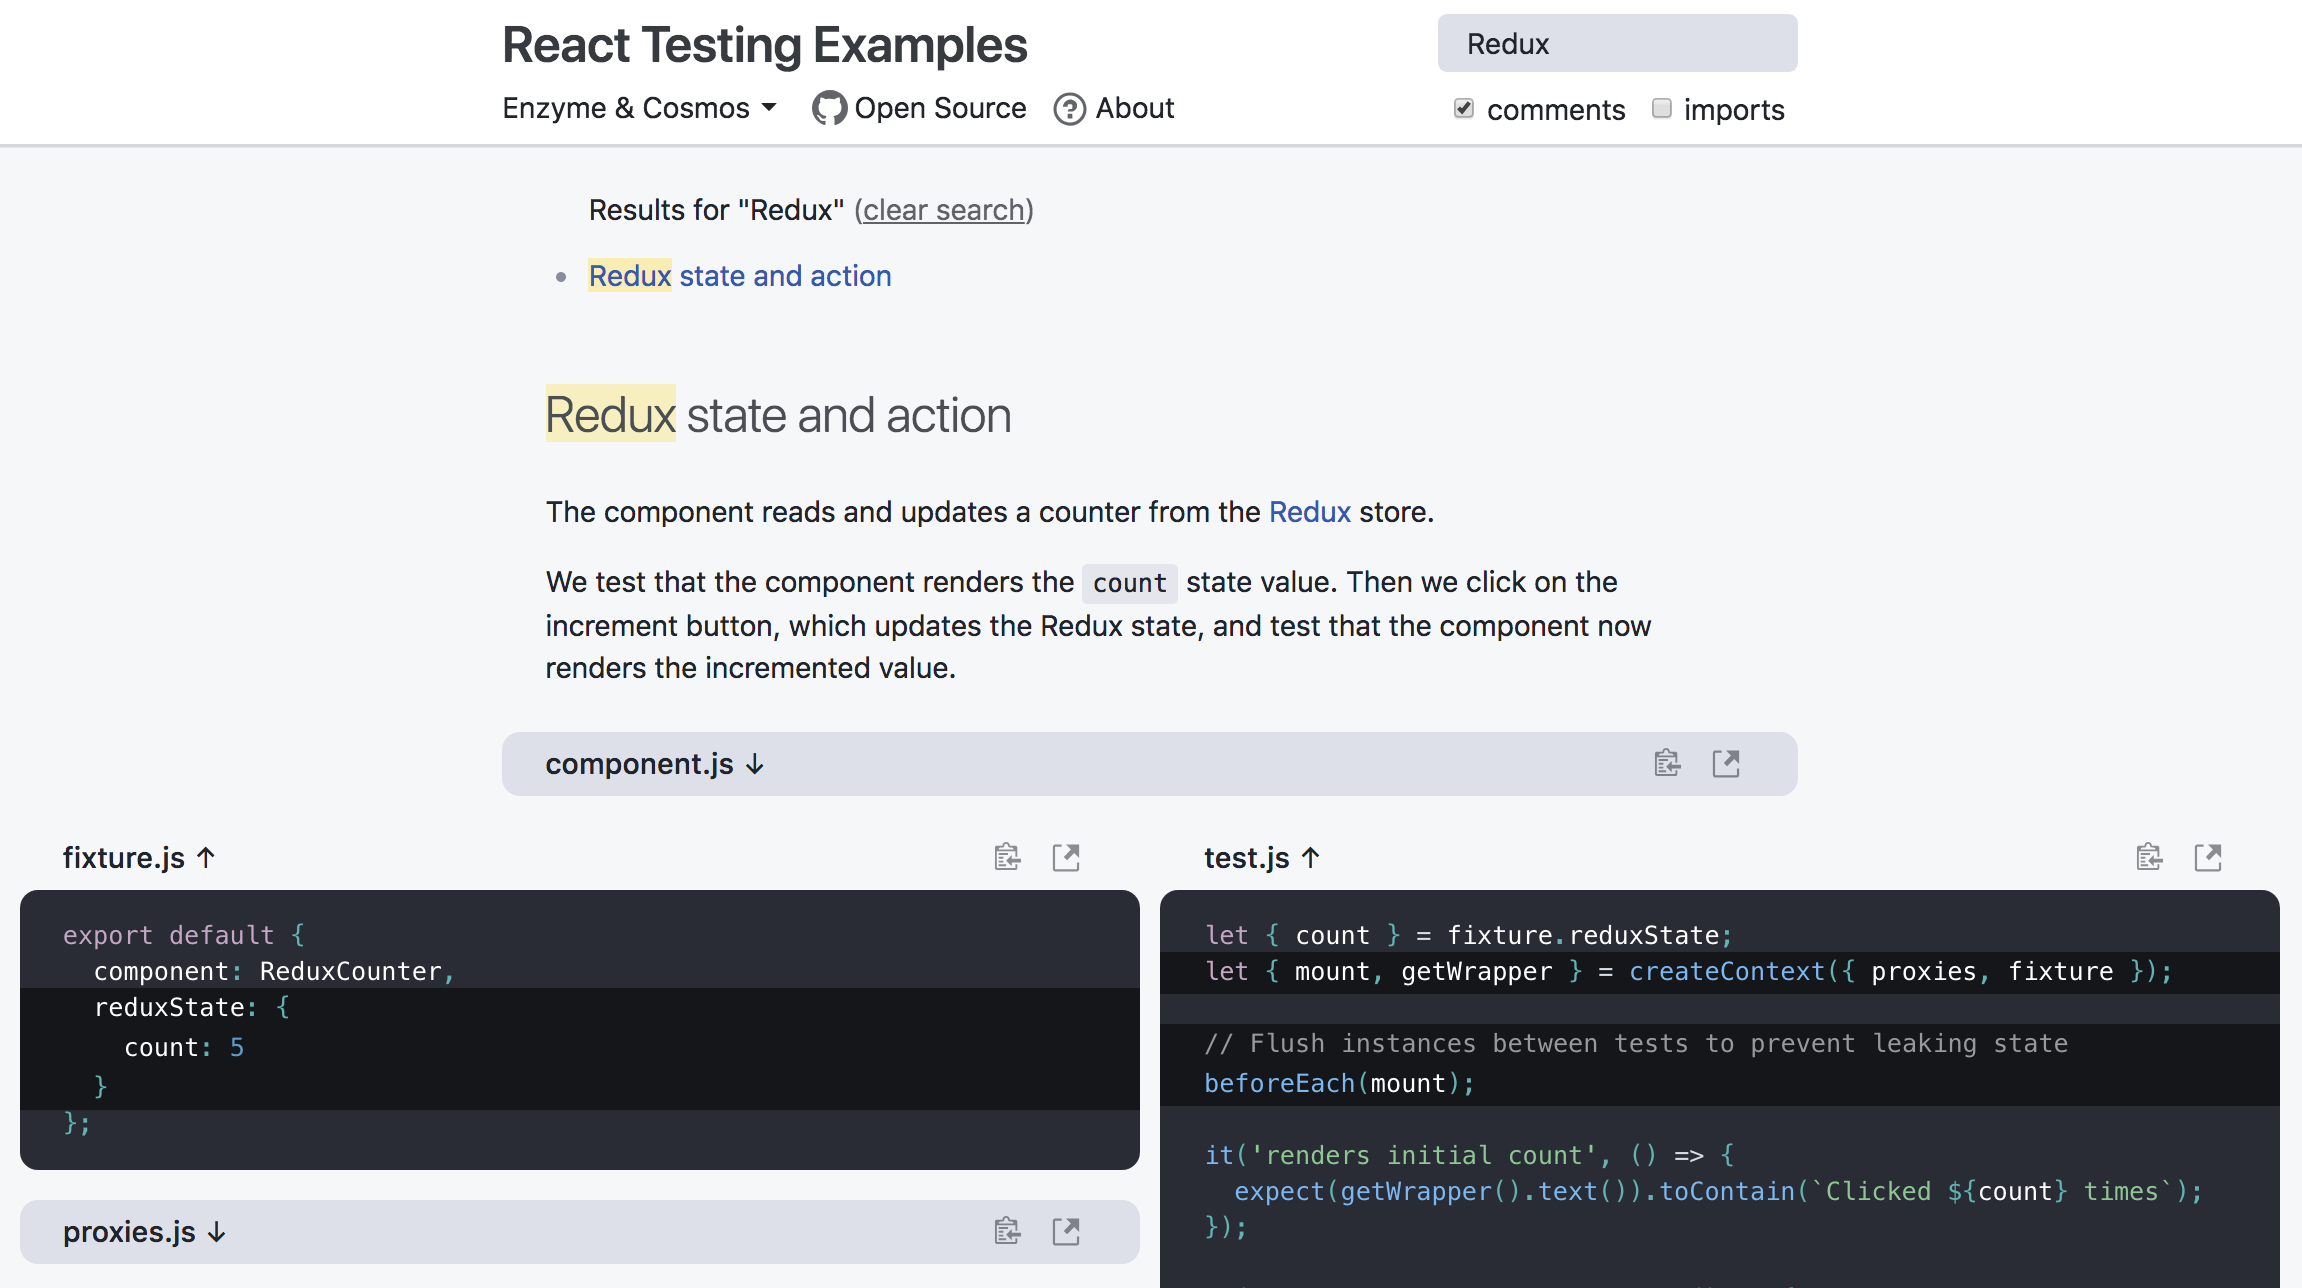 React Testing Examples
Redux
Enzyme & Cosmos
Open Source
About
comments
imports
Results for "Redux" (clear search)
Redux state and action
Redux state and action
The component reads and updates a counter from the Redux store.
We test that the component renders the count state value. Then we click on the
increment button, which updates the Redux state, and test that the component now
renders the incremented value.
component.js ↓
fixture.js ↑
export default {
  component: ReduxCounter,
  reduxState: {
    count: 5
  }
};
proxies.js ↓
test.js ↑
let { count } = fixture.reduxState;
let { mount, getWrapper } = createContext({ proxies, fixture });
// Flush instances between tests to prevent leaking state
beforeEach(mount);
it('renders initial count', () => {
  expect(getWrapper().text()).toContain(`Clicked ${count} times`);
});